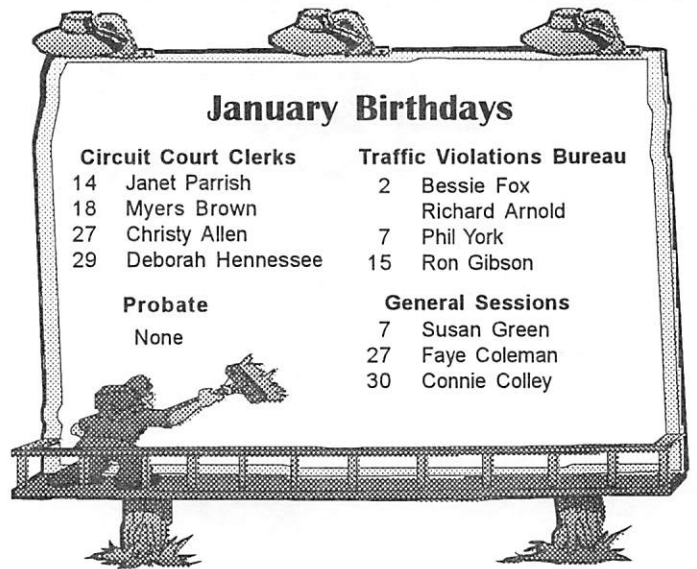 January Birthdays
Circuit Court Clerks
14 Janet Parrish
18 Myers Brown
27 Christy Allen
29 Deborah Hennessee
Probate
None
Traffic Violations Bureau
2 Bessie Fox
Richard Arnold
7 Phil York
15 Ron Gibson
General Sessions
7 Susan Green
27 Faye Coleman
30 Connie Colley